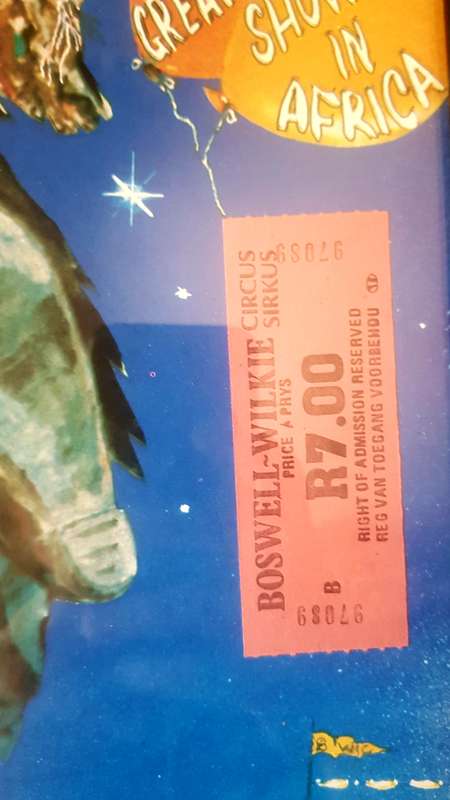 GREA
SHOW
IN
AFRICA
BOSWELL~WILKIE CIRCUS
SIRKUS
PRICE A PRYS
B R7.00
RIGHT OF ADMISSION RESERVED
REG VAN TOEGANG VOORBEHOU
97089
97089